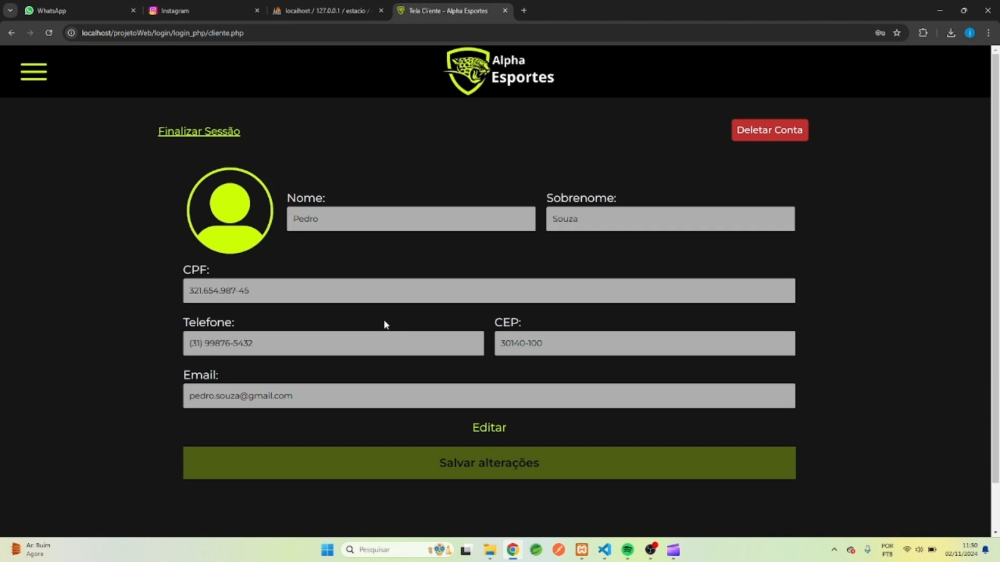 WhatsApp
Instagram
localhost / 127.0.0.1 / estacio /
Tela Cliente - Alpha Esportes
localhost/projetoWeb/login/login_php/cliente.php
Alpha
Esportes
Finalizar Sessão
Deletar Conta
Nome:
Sobrenome:
Pedro
Souza
CPF:
321.654.987-45
Telefone:
CEP:
(31) 99876-5432
30140-100
Email:
pedro.souza@gmail.com
Editar
Salvar alterações
Ar: Ruim
Agora
Pesquisar
POR
PTB
11:50
02/11/2024